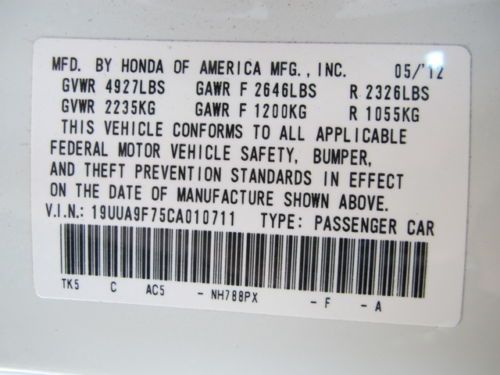 MFD. BY HONDA OF AMERICA MFG., INC. 05/'12
GVWR 4927LBS GAWR F 2646LBS R 2326LBS
GVWR 2235KG GAWR F 1200KG R 1055KG
THIS VEHICLE CONFORMS TO ALL APPLICABLE
FEDERAL MOTOR VEHICLE SAFETY, BUMPER,
AND THEFT PREVENTION STANDARDS IN EFFECT
ON THE DATE OF MANUFACTURE SHOWN ABOVE.
V.I.N.: 19UUA9F75CA010711 TYPE: PASSENGER CAR
TK5 C AC5 - NH788PX - F - A